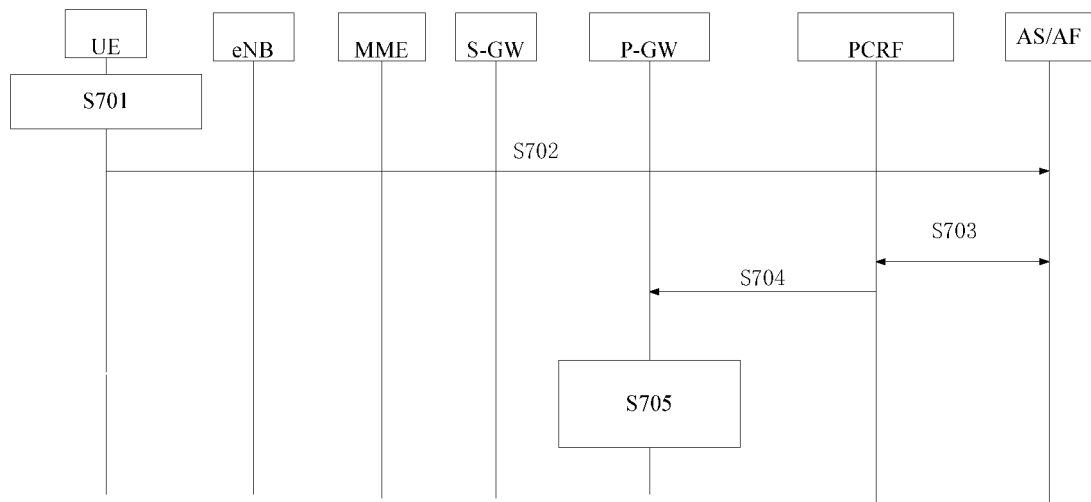 UE
eNB
MME
S-GW
P-GW
PCRF
AS/AF
S701
S702
S703
S704
S705